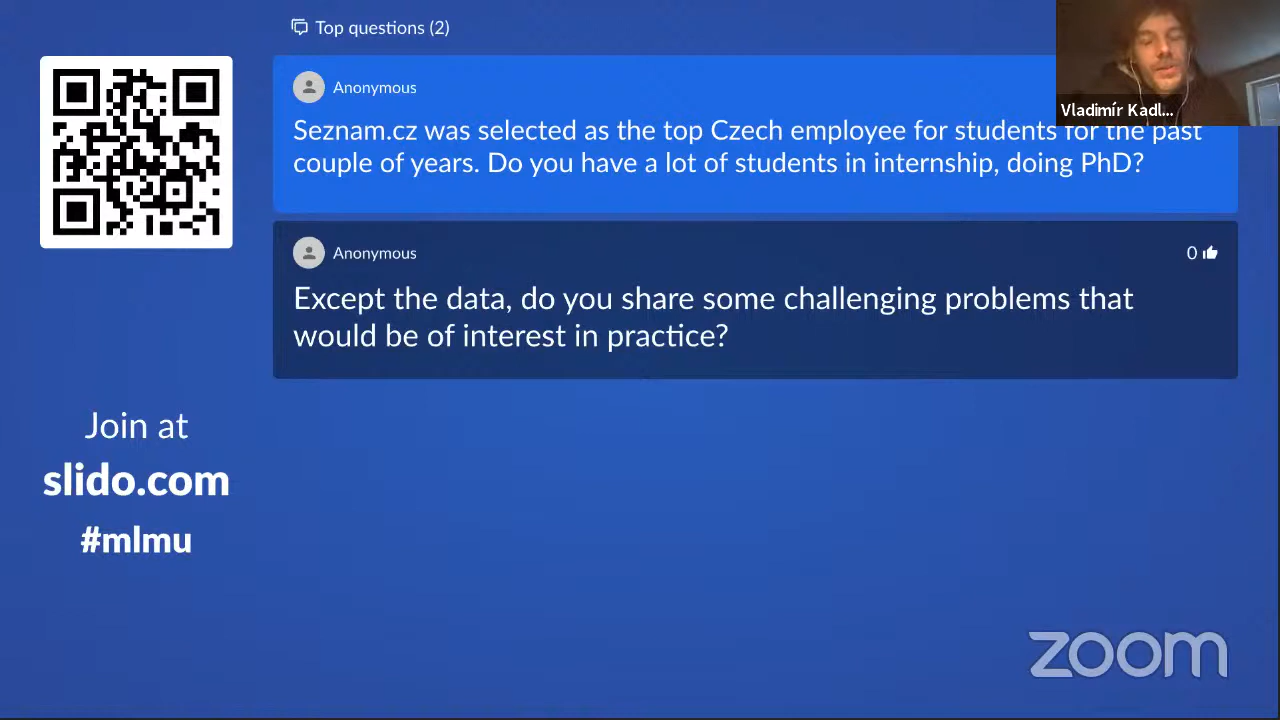 Top questions (2)
Anonymous
Seznam.cz was selected as the top Czech employee for students for the past
couple of years. Do you have a lot of students in internship, doing PhD?
Vladimír Kadl...
Anonymous
0
Except the data, do you share some challenging problems that
would be of interest in practice?
Join at
slido.com
#mlmu
zoom